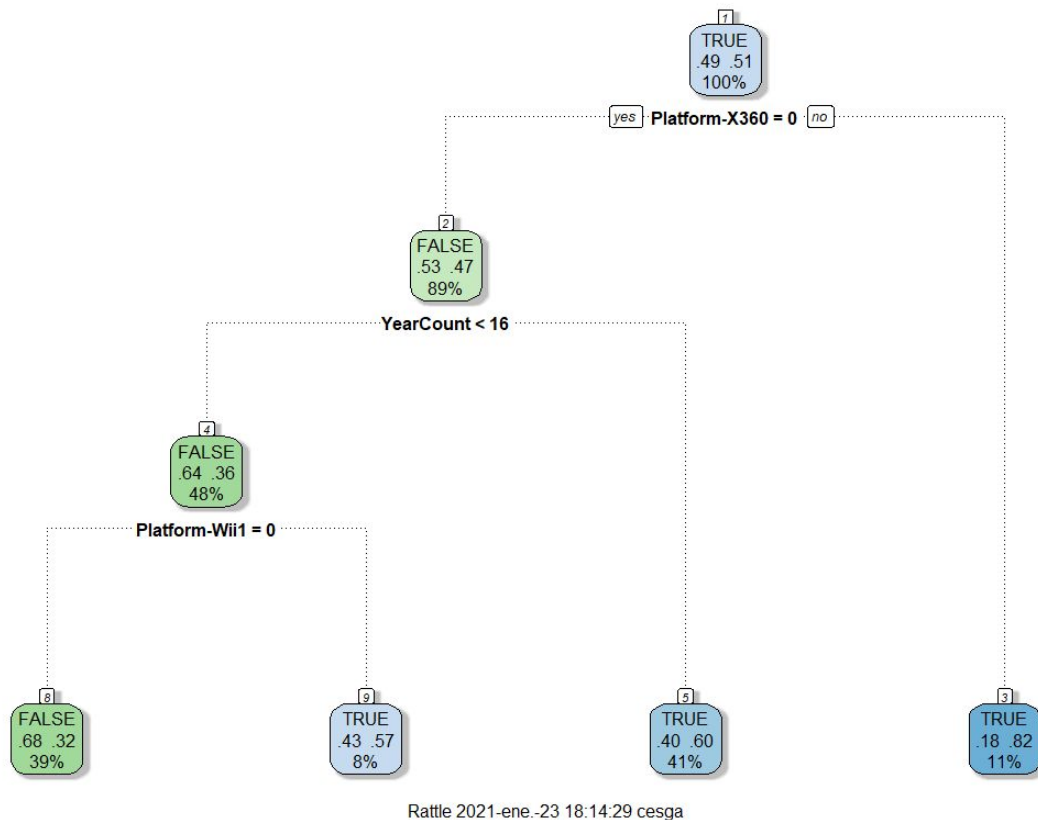 1
TRUE
.49 .51
100%
yes Platform-X360 = 0 no
2
FALSE
.53 .47
89%
YearCount < 16
4
FALSE
.64 .36
48%
Platform-Wii1 = 0
8
FALSE
.68 .32
39%
9
TRUE
.43 .57
8%
5
TRUE
.40 .60
41%
3
TRUE
.18 .82
11%
Rattle 2021-ene.-23 18:14:29 cesga